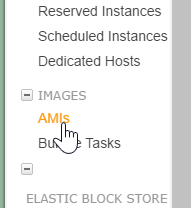 Reserved Instances
Scheduled Instances
Dedicated Hosts
IMAGES
AMIs
Tasks
ELASTIC BLOCK STORE